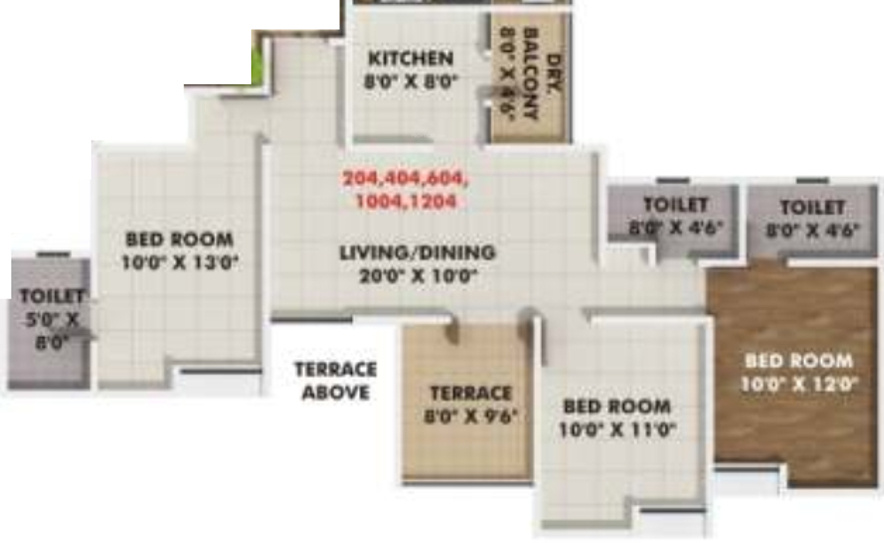 KITCHEN
8'0" X 8'0"
DRY.
BALCONY
8'0" X 4'6"
204,404,604,
1004,1204
TOILET
8'0" X 4'6"
TOILET
8'0" X 4'6"
BED ROOM
10'0" X 13'0"
LIVING/DINING
20'0" X 10'0"
TOILET
5'0" X
8'0"
TERRACE
ABOVE
TERRACE
8'0" X 9'6"
BED ROOM
10'0" X 11'0"
BED ROOM
10'0" X 12'0"